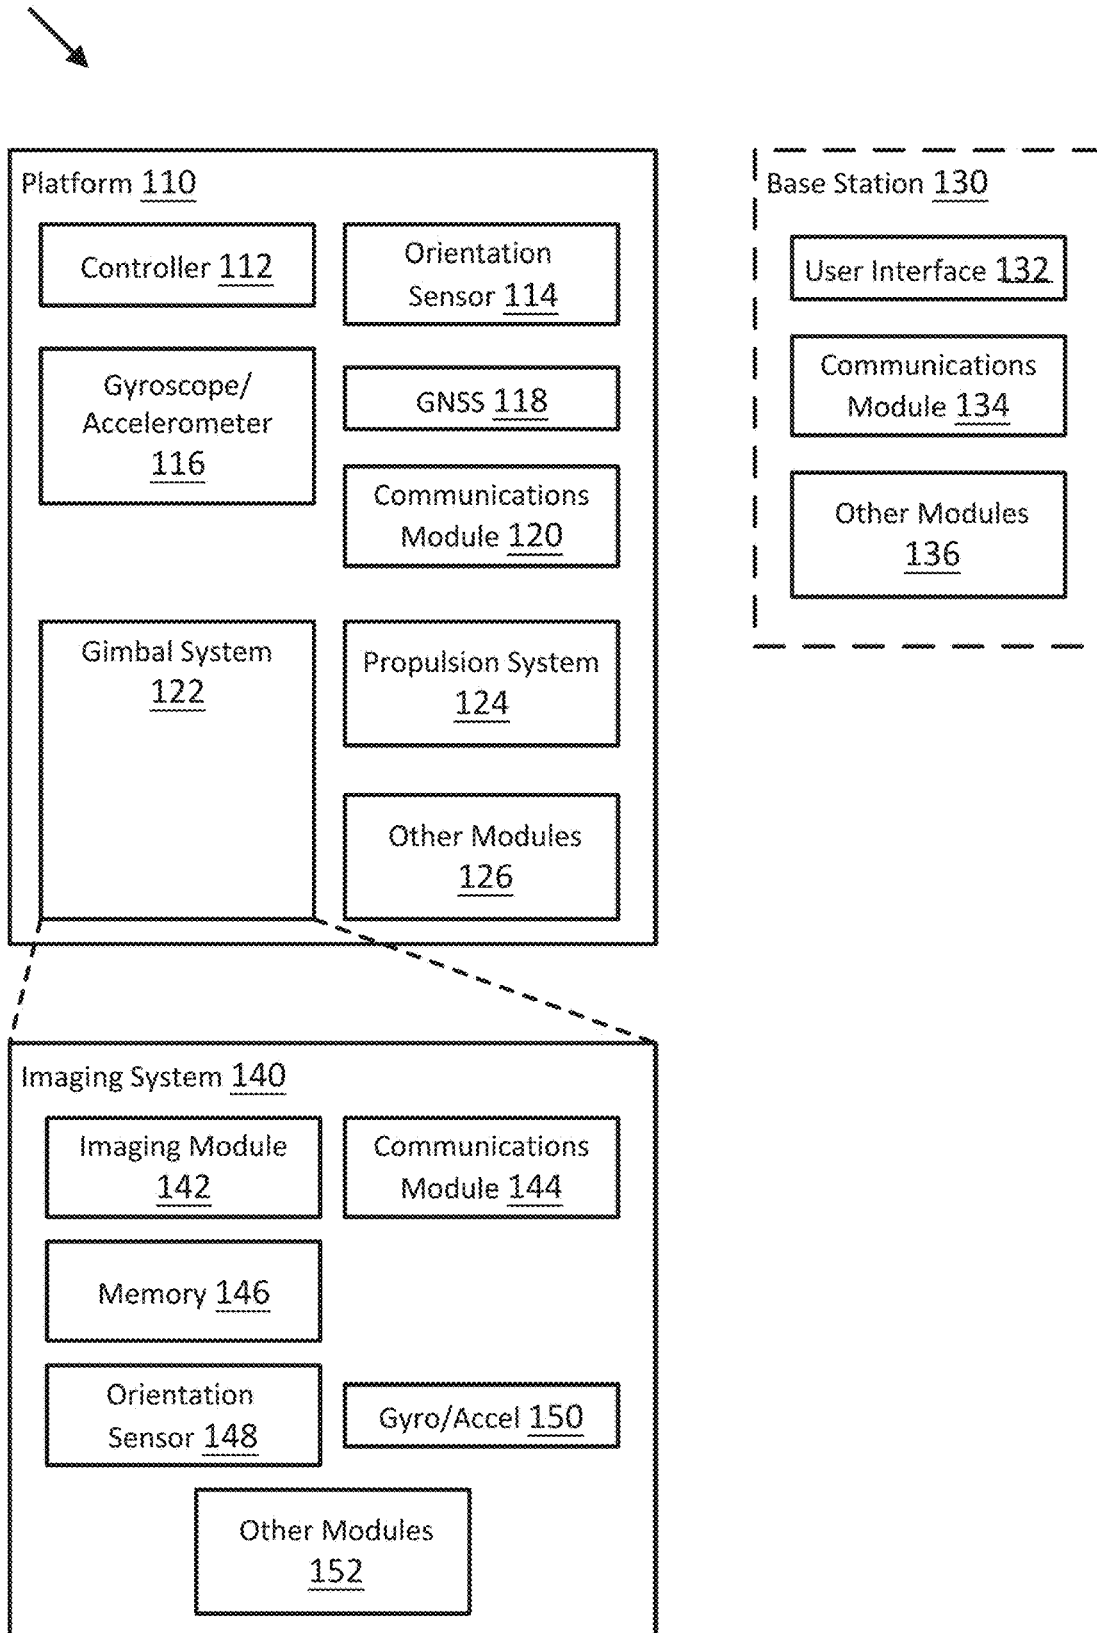 Platform 110
Controller 112
Orientation
Sensor 114
Gyroscope/
Accelerometer
116
GNSS 118
Communications
Module 120
Gimbal System
122
Propulsion System
124
Other Modules
126
Base Station 130
User Interface 132
Communications
Module 134
Other Modules
136
Imaging System 140
Imaging Module
142
Communications
Module 144
Memory 146
Orientation
Sensor 148
Gyro/Accel 150
Other Modules
152